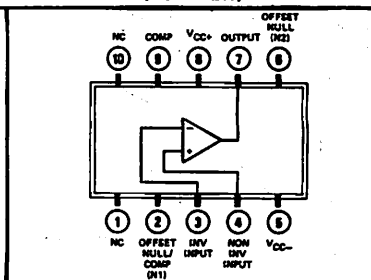 OFFSET
NULL
(N2)
NC COMP VCC+ OUTPUT
10 9 8 7 6
- 
+
1 2 3 4 5
NC OFFSET NULL/ COMP (N1) INV INPUT NON INV INPUT VCC-